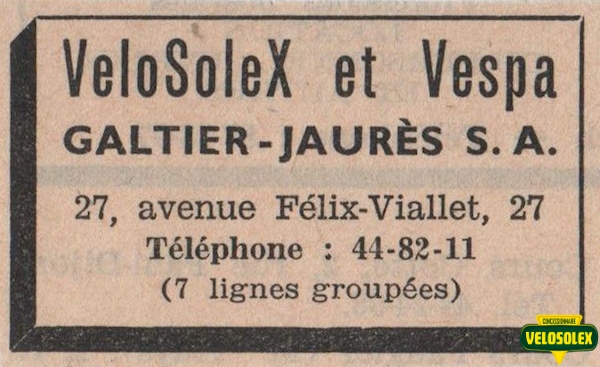 VeloSoleX et Vespa
GALTIER-JAURÈS S. A.
27, avenue Félix-Viallet, 27
Téléphone : 44-82-11
(7 lignes groupées)
CONCESSIONNAIRE
VELOSOLEX